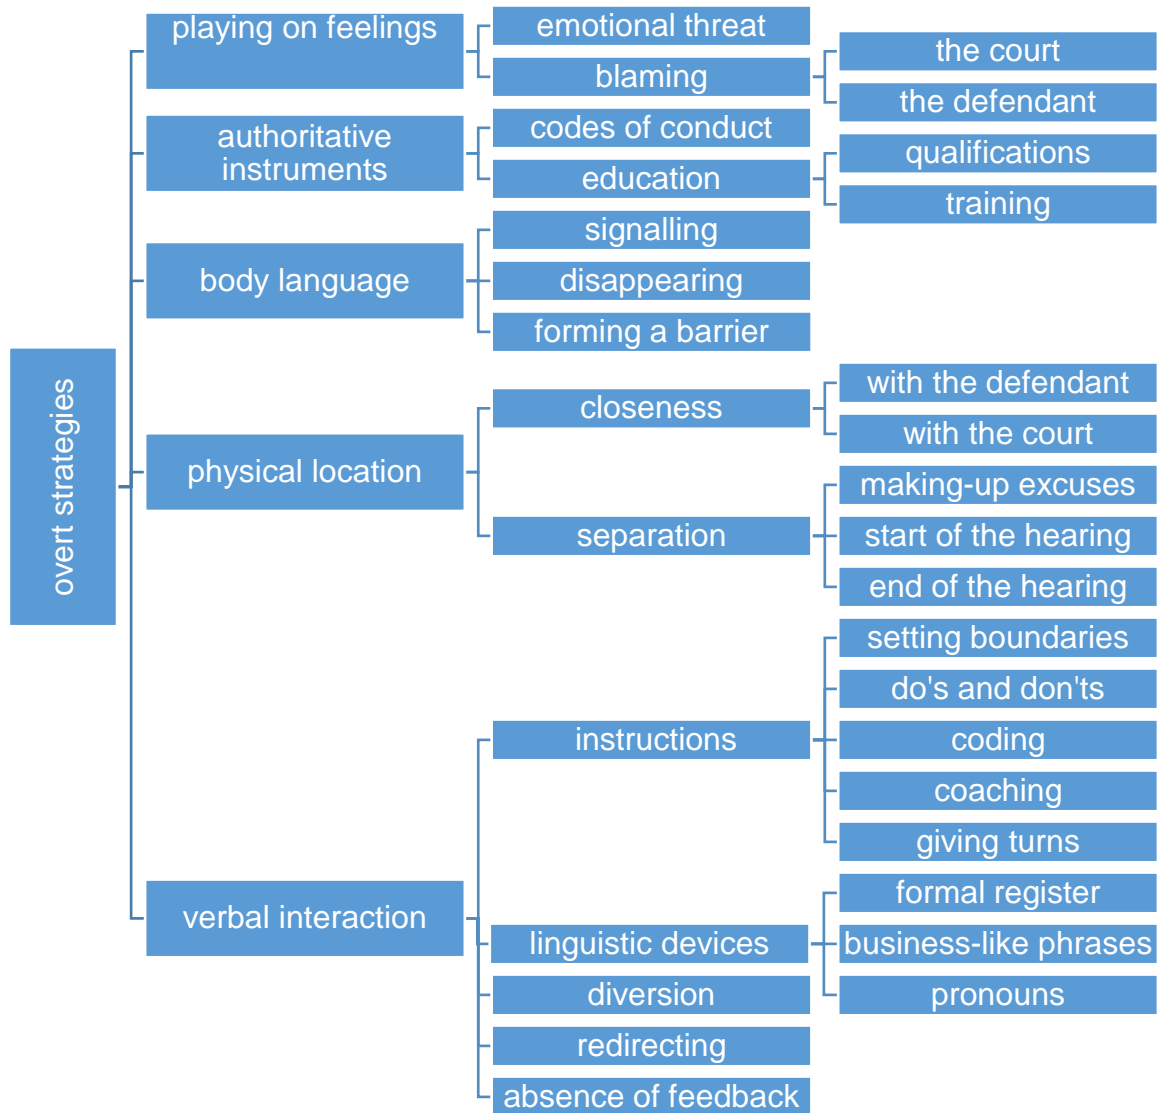 overt strategies
playing on feelings
emotional threat
blaming
the court
the defendant
authoritative
instruments
codes of conduct
education
qualifications
training
body language
signalling
disappearing
forming a barrier
physical location
closeness
with the defendant
with the court
separation
making-up excuses
start of the hearing
end of the hearing
verbal interaction
instructions
setting boundaries
do's and don'ts
coding
coaching
giving turns
linguistic devices
formal register
business-like phrases
pronouns
diversion
redirecting
absence of feedback